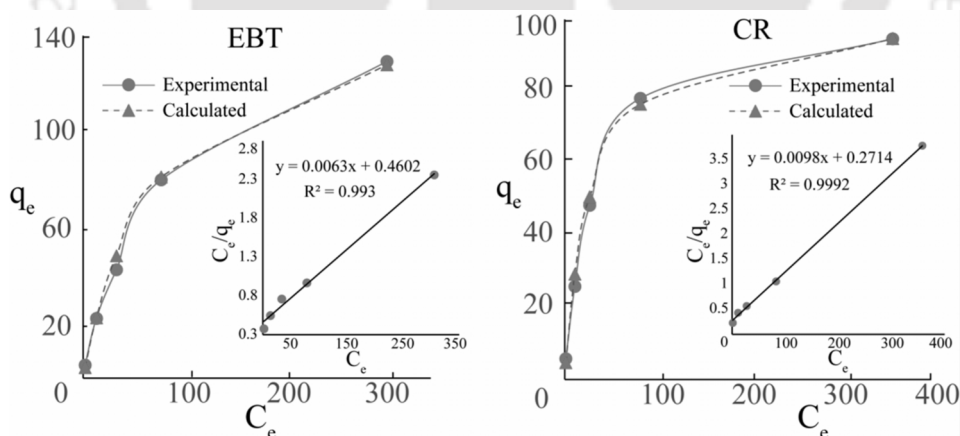 EBT
140
100
60
20
0
q e
Experimental
Calculated
100
200
300
C e
2.8
2.3
1.8
1.3
0.8
0.3
C e /q e
y = 0.0063x + 0.4602
R² = 0.993
50
150
250
350
C e
CR
100
80
60
40
20
0
q e
Experimental
Calculated
100
200
300
400
C e
3.5
3
2.5
2
1.5
1
0.5
0
C e /q e
y = 0.0098x + 0.2714
R² = 0.9992
100
200
300
400
C e